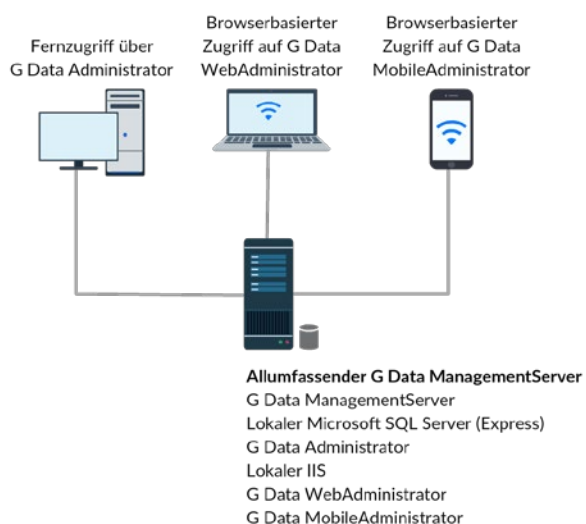 Fernzugriff über
G Data Administrator
Browserbasierter
Zugriff auf G Data
WebAdministrator
Browserbasierter
Zugriff auf G Data
MobileAdministrator
Allumfassender G Data ManagementServer
G Data ManagementServer
Lokaler Microsoft SQL Server (Express)
G Data Administrator
Lokaler IIS
G Data WebAdministrator
G Data MobileAdministrator